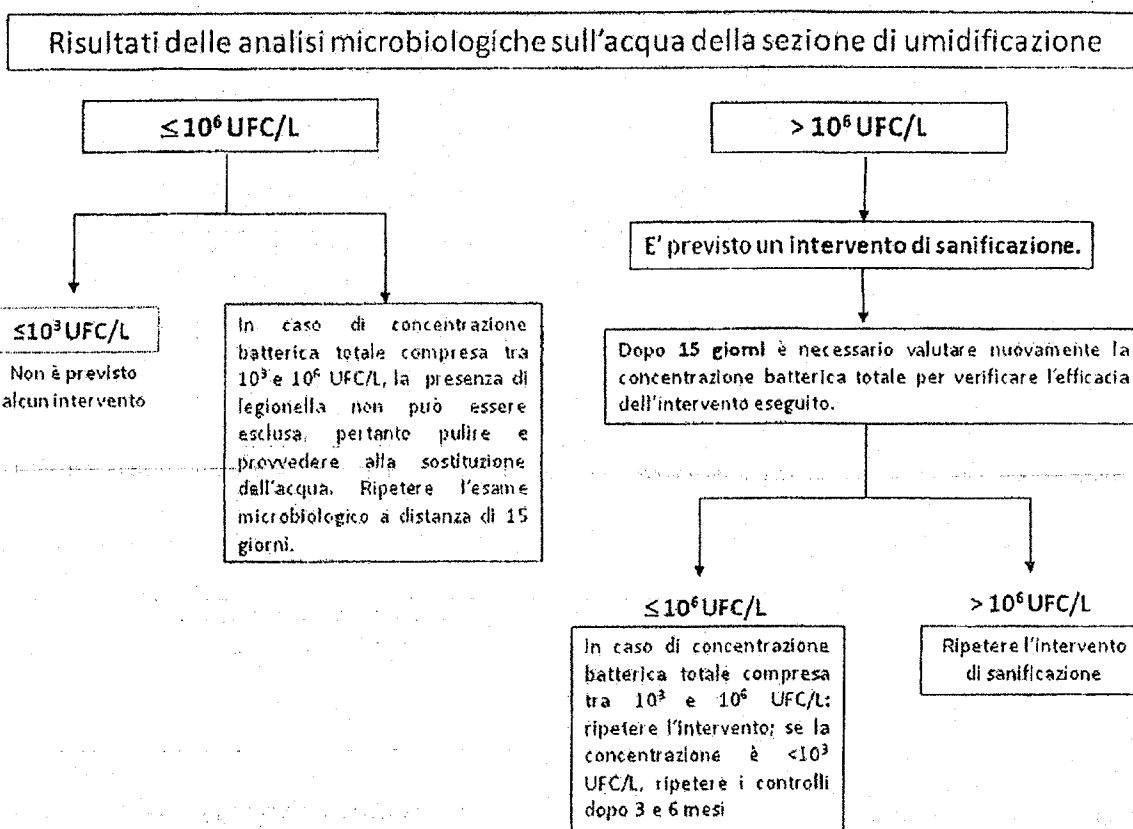 Risultati delle analisi microbiologiche sull'acqua della sezione di umidificazione
≤10⁶ UFC/L
> 10⁶ UFC/L
E' previsto un intervento di sanificazione.
≤10³ UFC/L
Non è previsto
alcun intervento
In caso di concentrazione
batterica totale compresa tra
10³ e 10⁶ UFC/L, la presenza di
legionella non può essere
esclusa, pertanto pulire e
provvedere alla sostituzione
dell'acqua. Ripetere l'esame
microbiologico a distanza di 15
giorni.
Dopo 15 giorni è necessario valutare nuovamente la
concentrazione batterica totale per verificare l'efficacia
dell'intervento eseguito.
≤10⁶ UFC/L
In caso di concentrazione
batterica totale compresa
tra 10³ e 10⁶ UFC/L:
ripetere l'intervento; se la
concentrazione è <10³
UFC/L, ripetere i controlli
dopo 3 e 6 mesi
> 10⁶ UFC/L
Ripetere l'intervento
di sanificazione